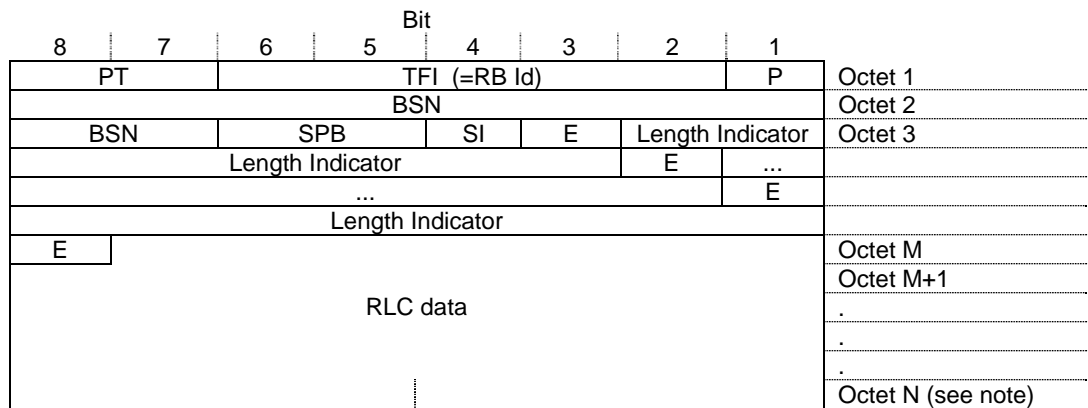 Bit
8 7 6 5 4 3 2 1
PT TFI (=RB Id) P Octet 1
BSN Octet 2
BSN SPB SI E Length Indicator Octet 3
Length Indicator E ...
... E
Length Indicator
E Octet M
Octet M+1
RLC data .
.
.
Octet N (see note)